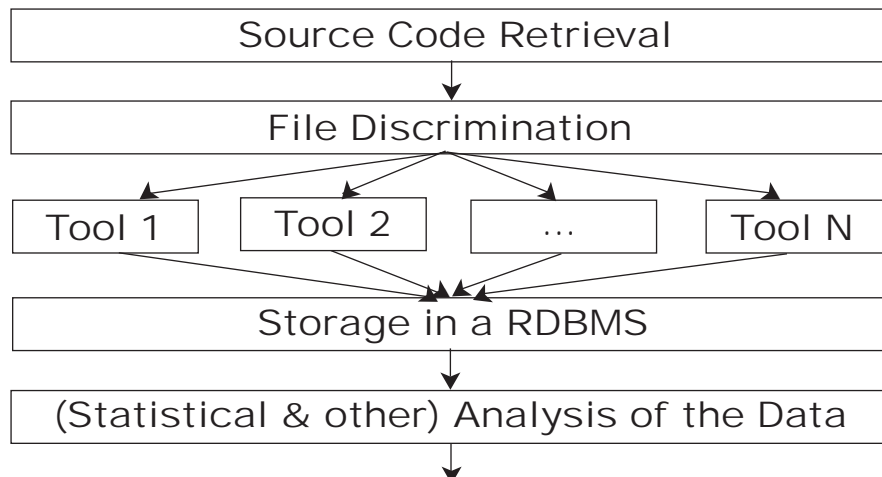 Source Code Retrieval
File Discrimination
Tool 1
Tool 2
...
Tool N
Storage in a RDBMS
(Statistical & other) Analysis of the Data